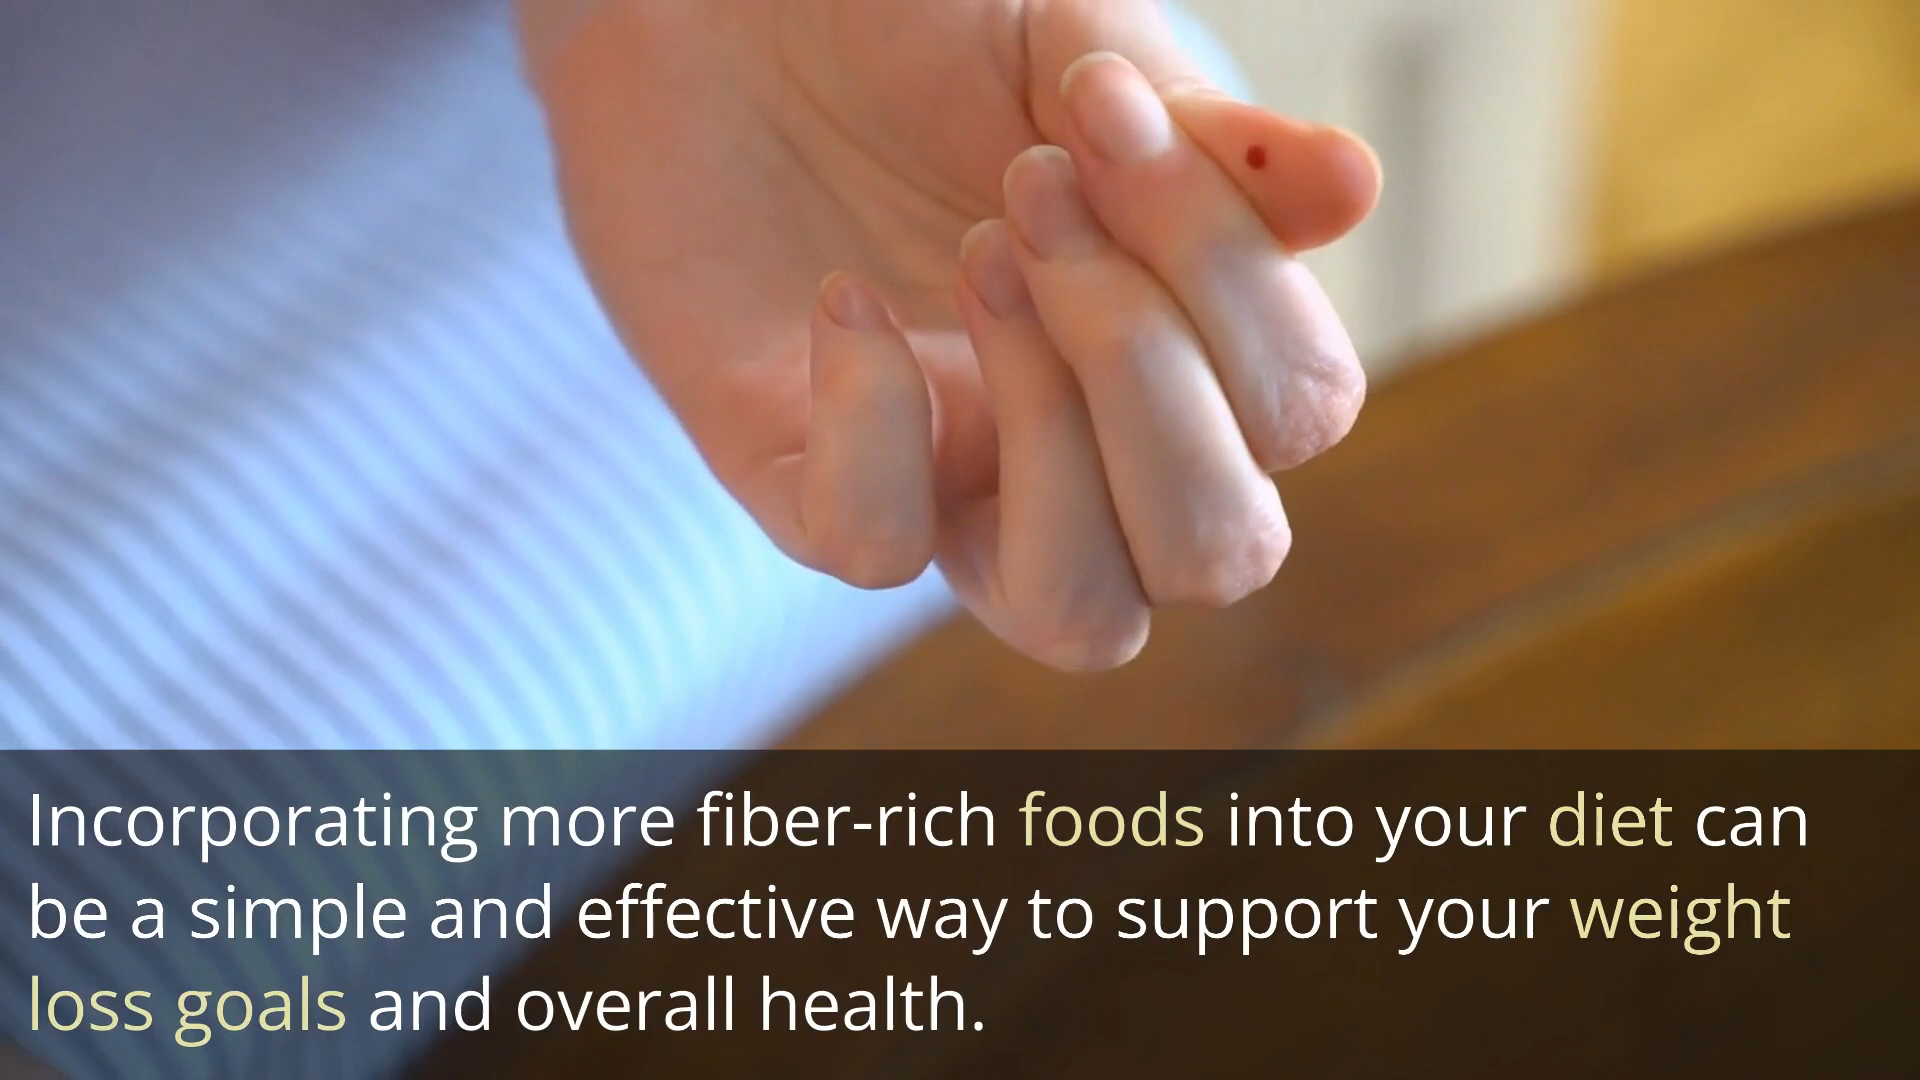 Incorporating more fiber-rich foods into your diet can
be a simple and effective way to support your weight
loss goals and overall health.